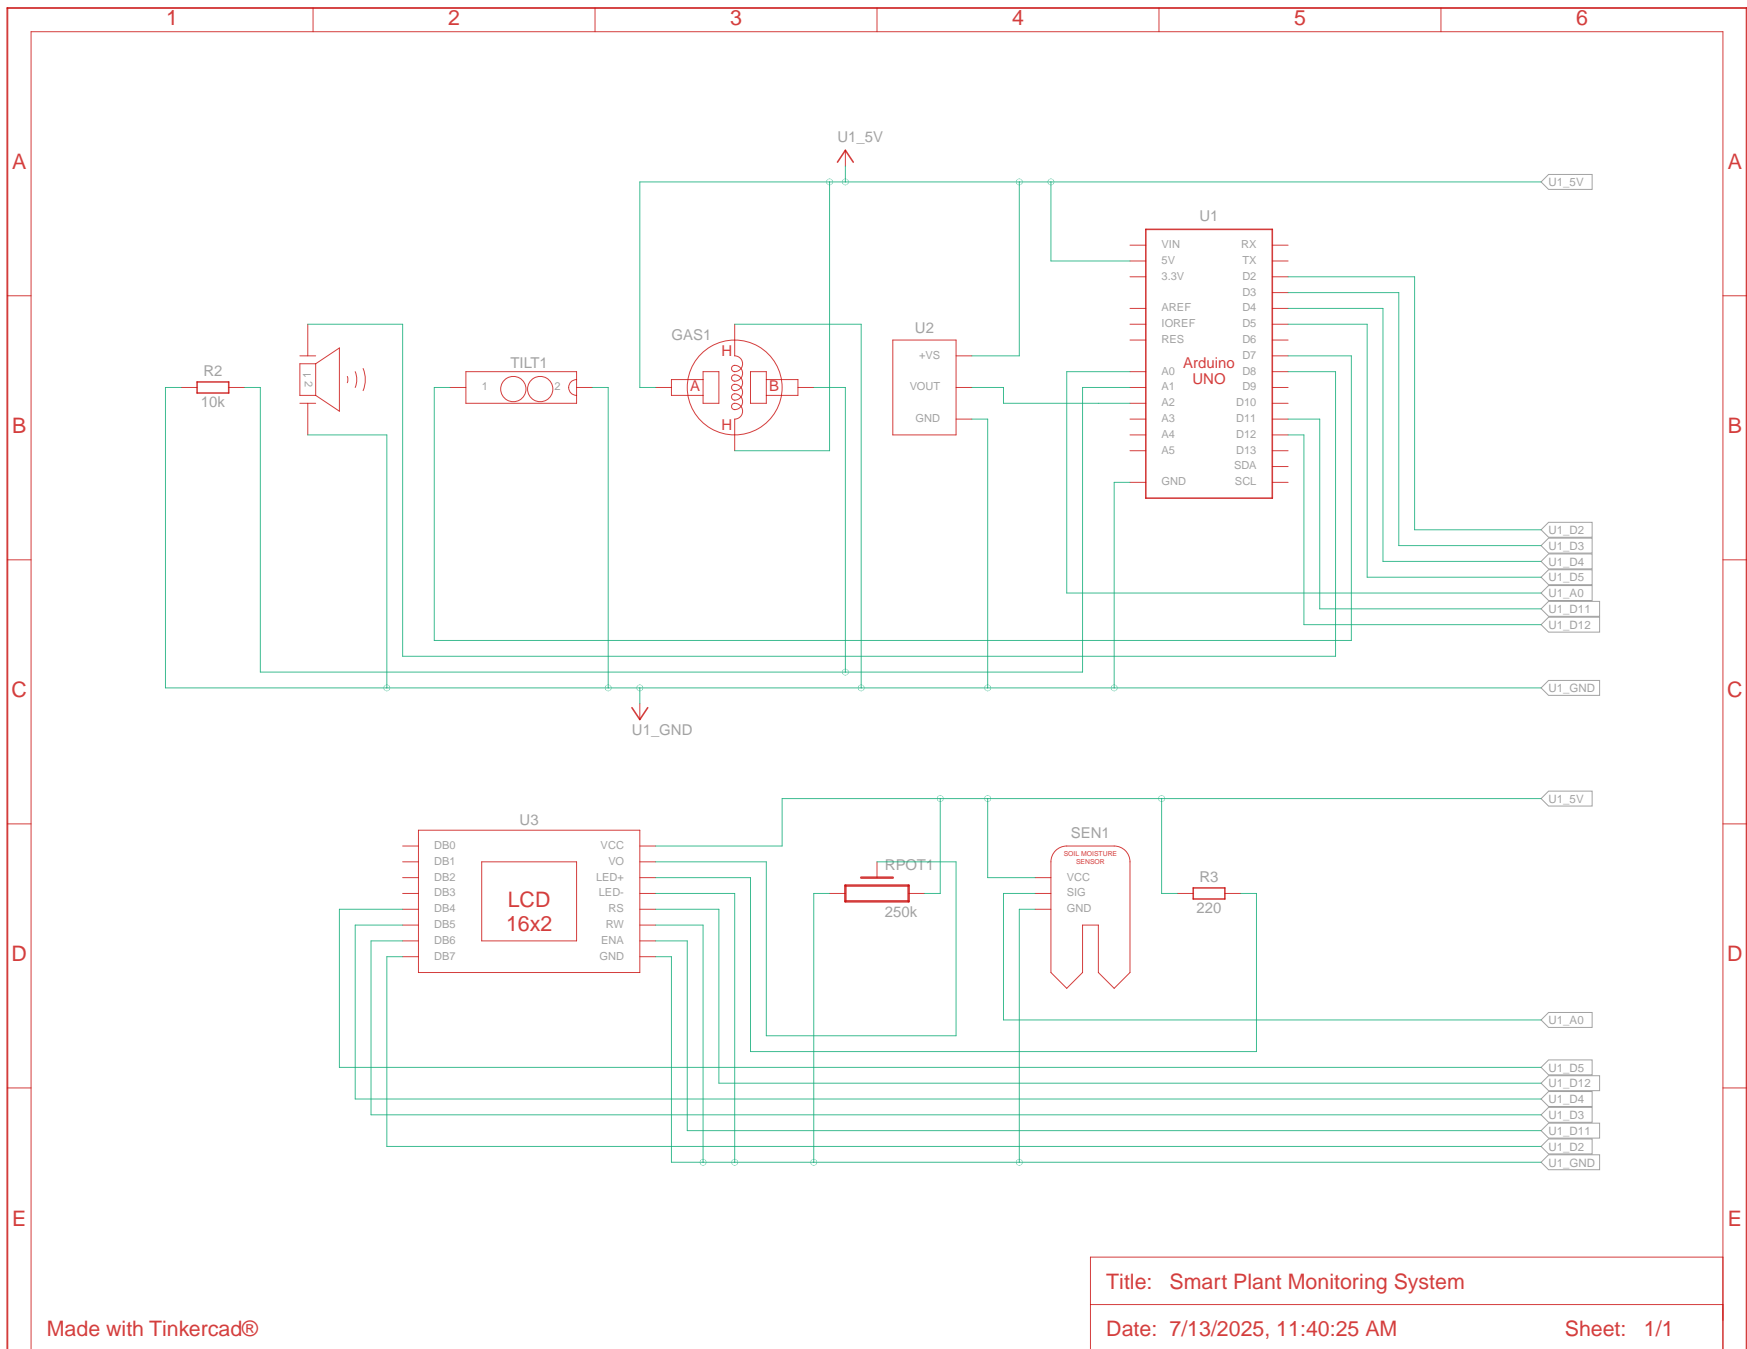 1 2 3 4 5 6
A A
U1_5V
U1_5V
U1
VIN RX
5V TX
3.3V D2
D3
AREF D4
IOREF D5
RES D6
D7
A0 D8
A1 D9
A2 D10
A3 D11
A4 D12
A5 D13
SDA
GND SCL
Arduino
UNO
B B
R2
10k
1
2
TILT1
1 2
GAS1
H
A B
H
U2
+VS
VOUT
GND
U1_D2
U1_D3
U1_D4
U1_D5
U1_A0
U1_D11
U1_D12
C C
U1_GND
U1_GND
U1_5V
U3
DB0 VCC
DB1 VO
DB2 LED+
DB3 LED-
DB4 RS
DB5 RW
DB6 ENA
DB7 GND
LCD
16x2
RPOT1
250k
SEN1
SOIL MOISTURE
SENSOR
VCC
SIG
GND
R3
220
D D
U1_A0
U1_D5
U1_D12
U1_D4
U1_D3
U1_D11
U1_D2
U1_GND
E E
Title: Smart Plant Monitoring System
Made with Tinkercad®
Date: 7/13/2025, 11:40:25 AM Sheet: 1/1